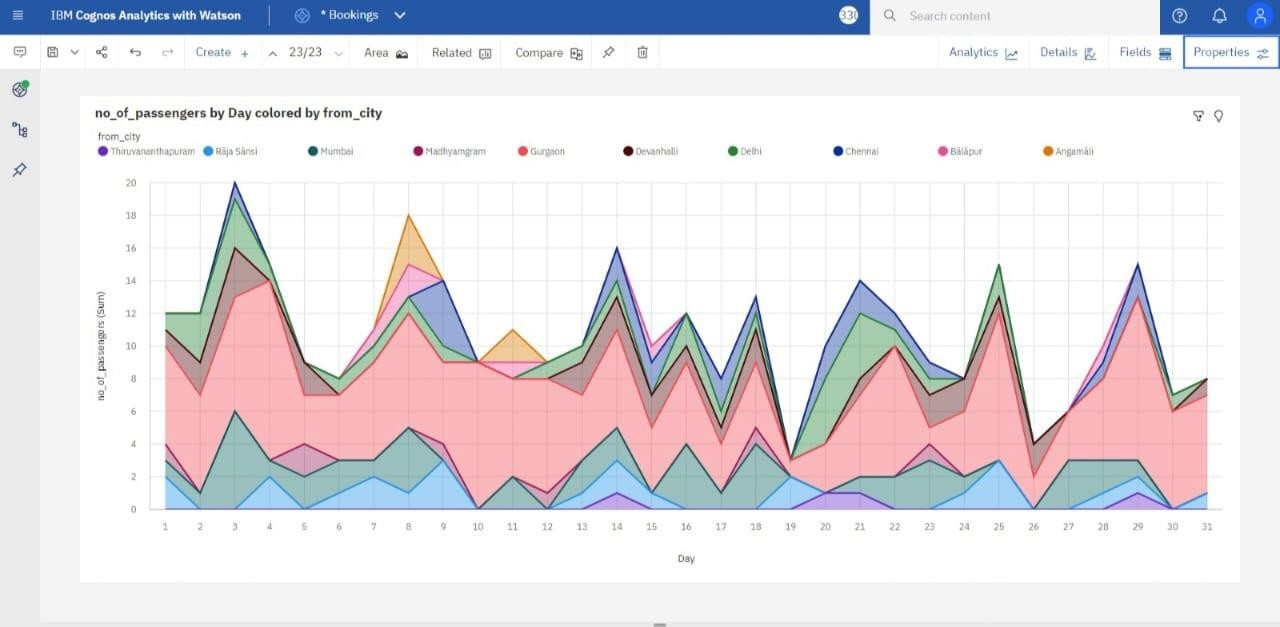 IBM Cognos Analytics with Watson
* Bookings
330
Search content
Create +
23/23
Area
Related
Compare
Analytics
Details
Fields
Properties
no_of_passengers by Day colored by from_city
from_city
Thiruvananthapuram Rāja Sānsi Mumbai Madhyamgram Gurgaon Devanhalli Delhi Chennai Bālāpur Angamāli
no_of_passengers (Sum)
20
18
16
14
12
10
8
6
4
2
0
1 2 3 4 5 6 7 8 9 10 11 12 13 14 15 16 17 18 19 20 21 22 23 24 25 26 27 28 29 30 31
Day